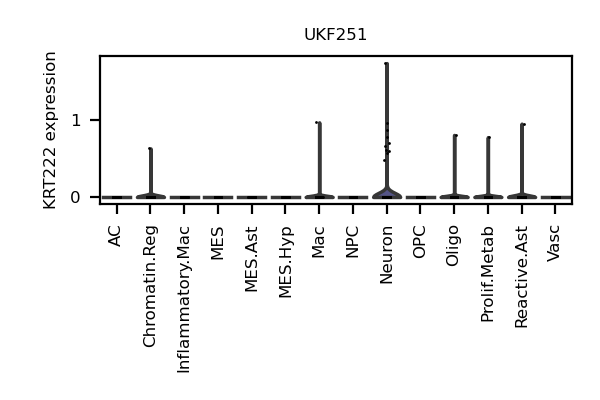 UKF251
KRT222 expression
1
0
AC
Chromatin.Reg
Inflammatory.Mac
MES
MES.Ast
MES.Hyp
Mac
NPC
Neuron
OPC
Oligo
Prolif.Metab
Reactive.Ast
Vasc